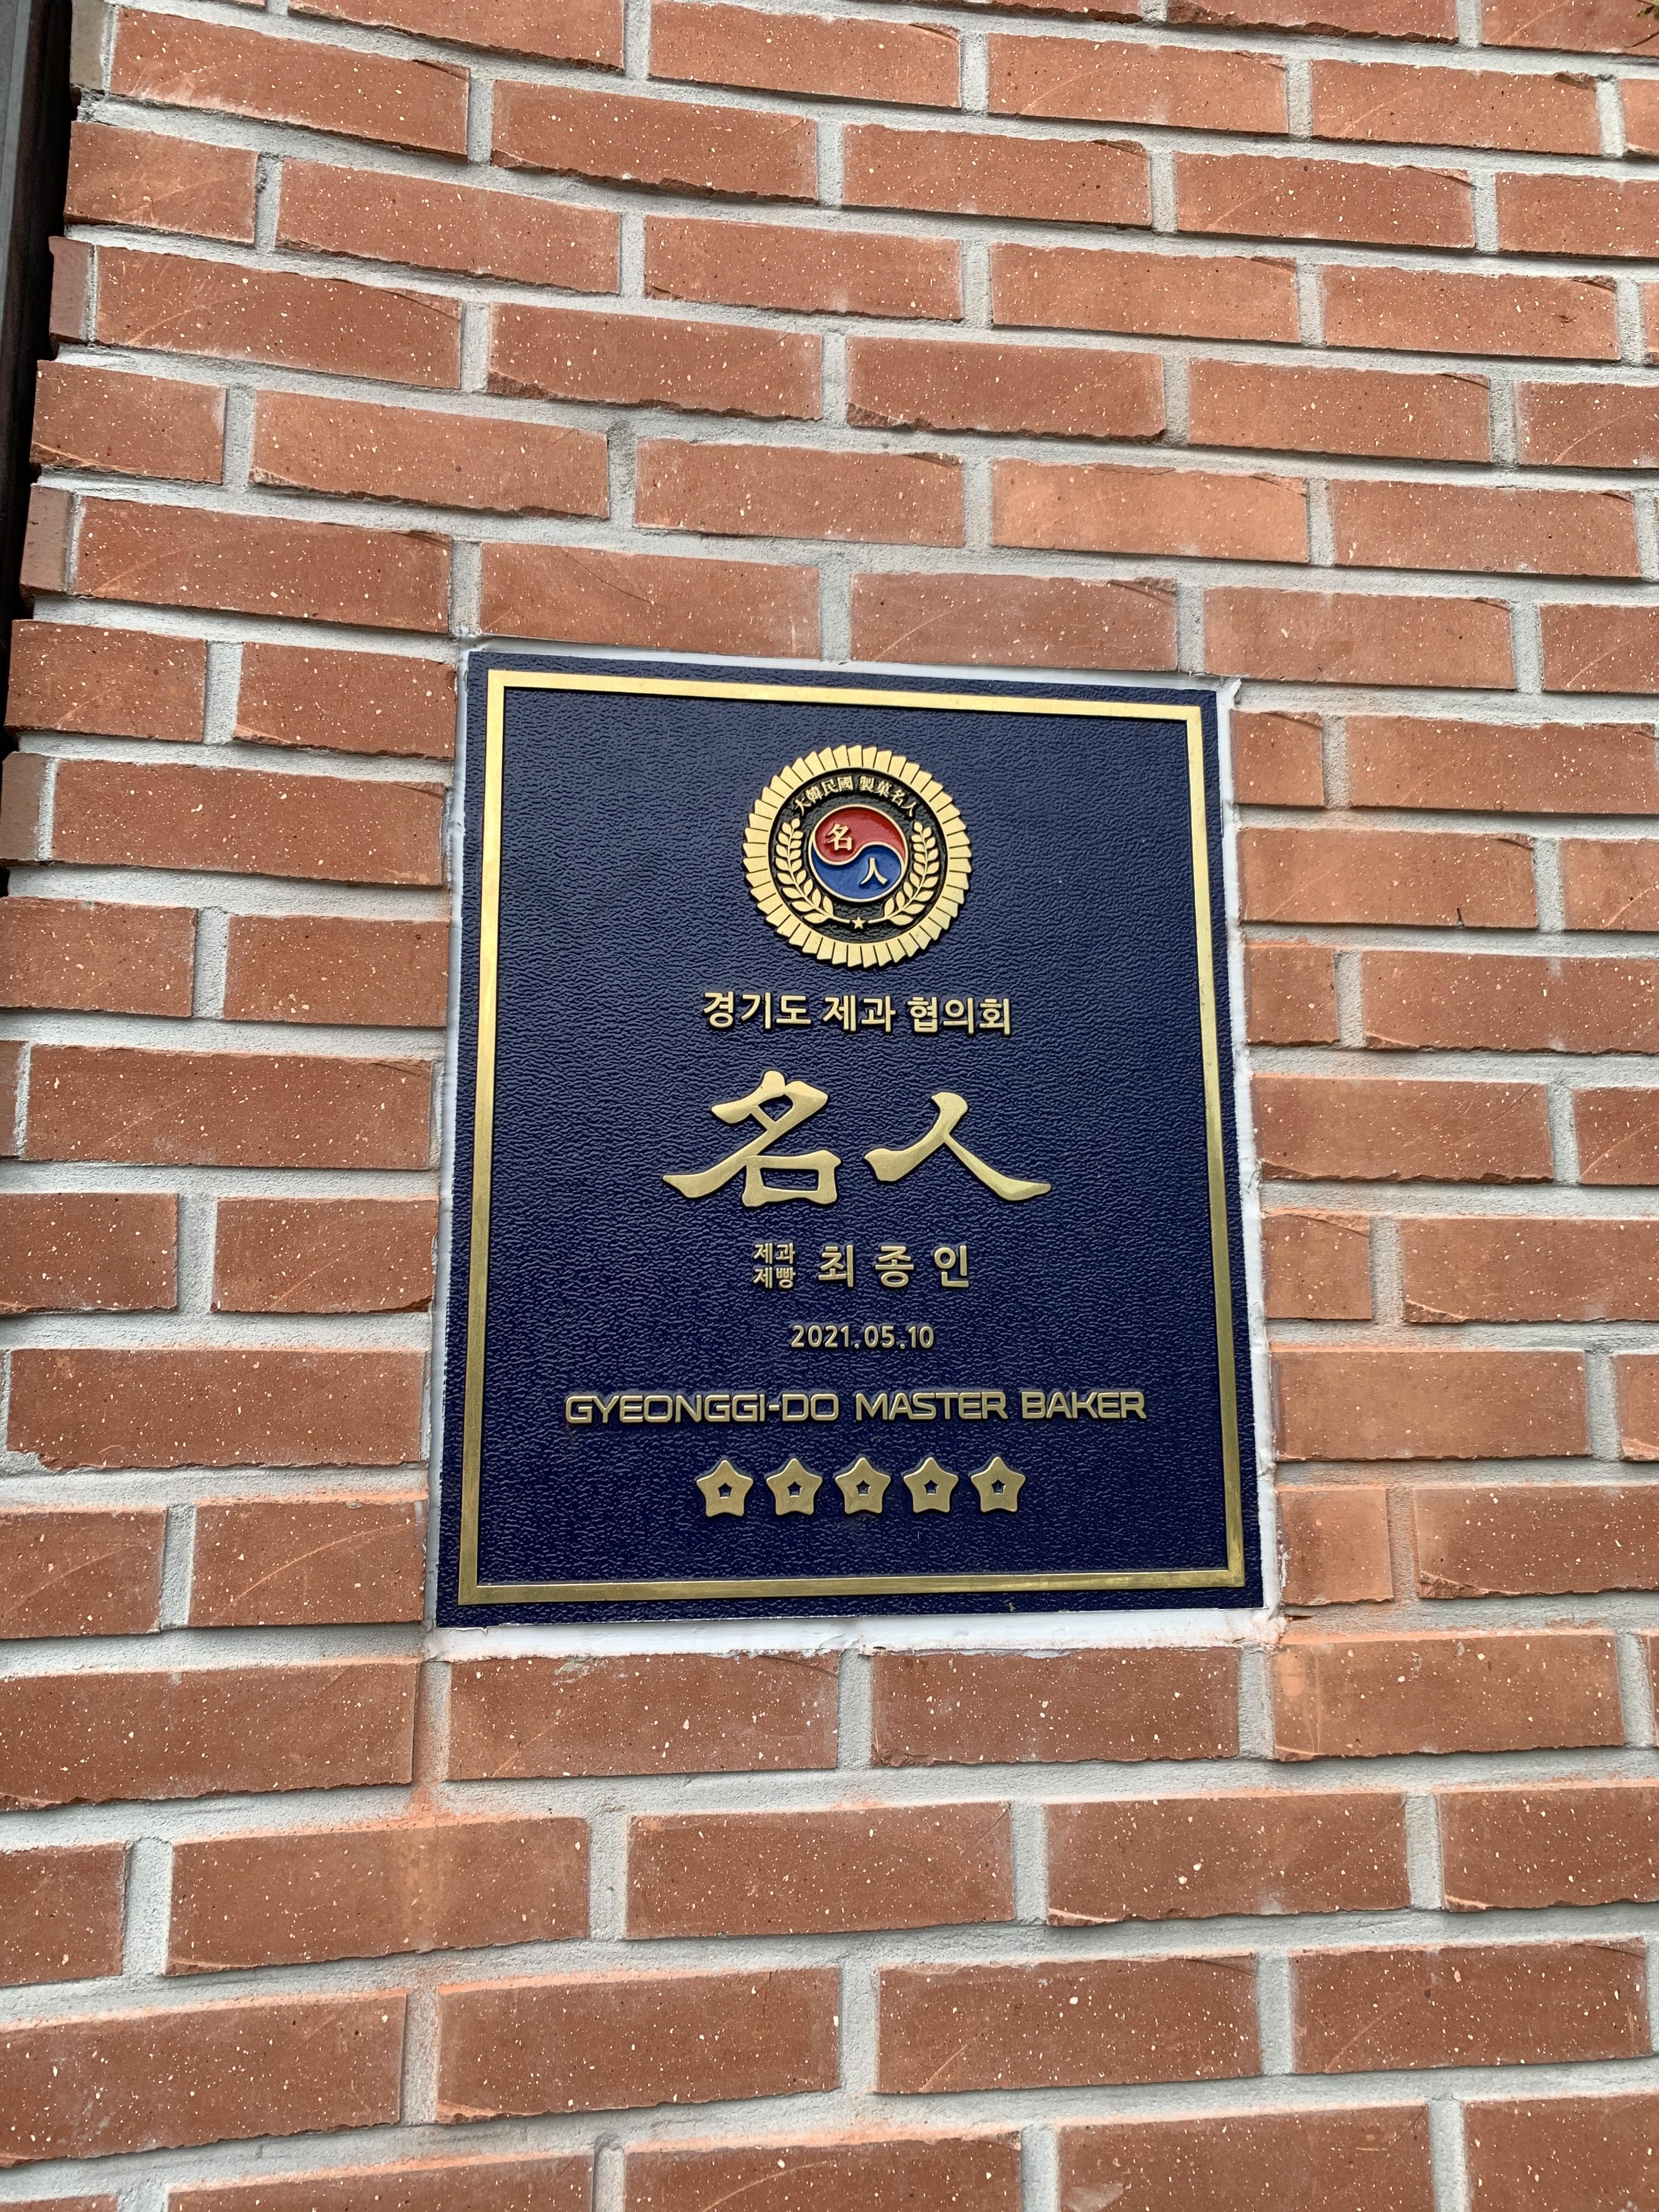 大韓民國 製菓名人
名
人
경기도 제과 협의회
名人
제과
제빵 최종인
2021.05.10
GYEONGGI-DO MASTER BAKER